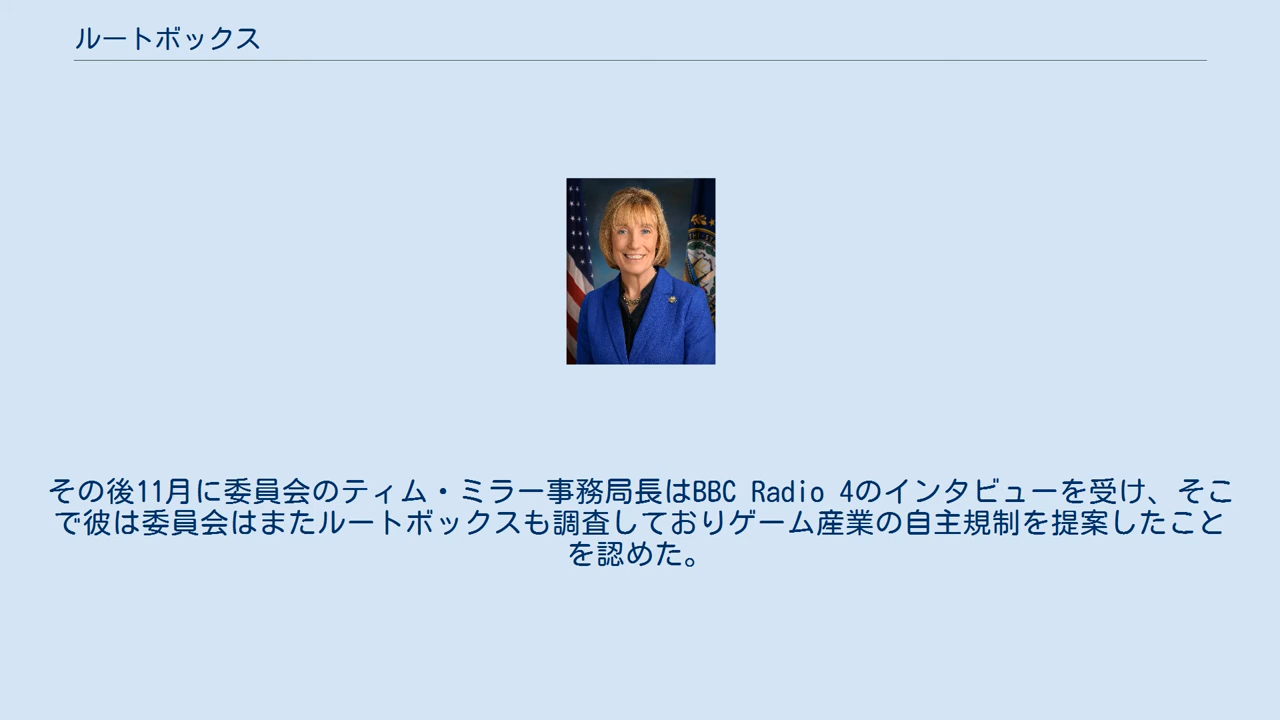 ルートボックス
その後11月に委員会のティム・ミラー事務局長はBBC Radio 4のインタビューを受け、そこ
で彼は委員会はまたルートボックスも調査しておりゲーム産業の自主規制を提案したこと
を認めた。